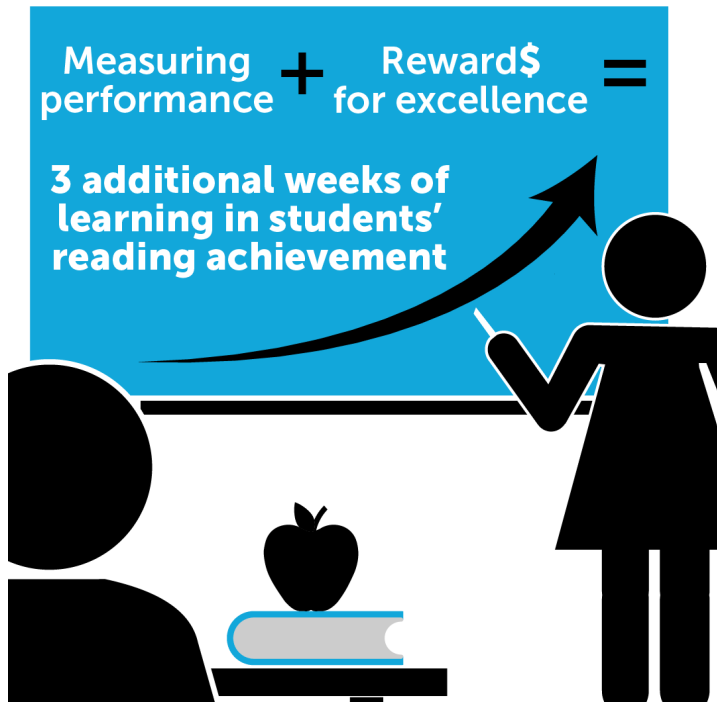 Measuring + Reward$ =
performance for excellence
3 additional weeks of
learning in students’
reading achievement